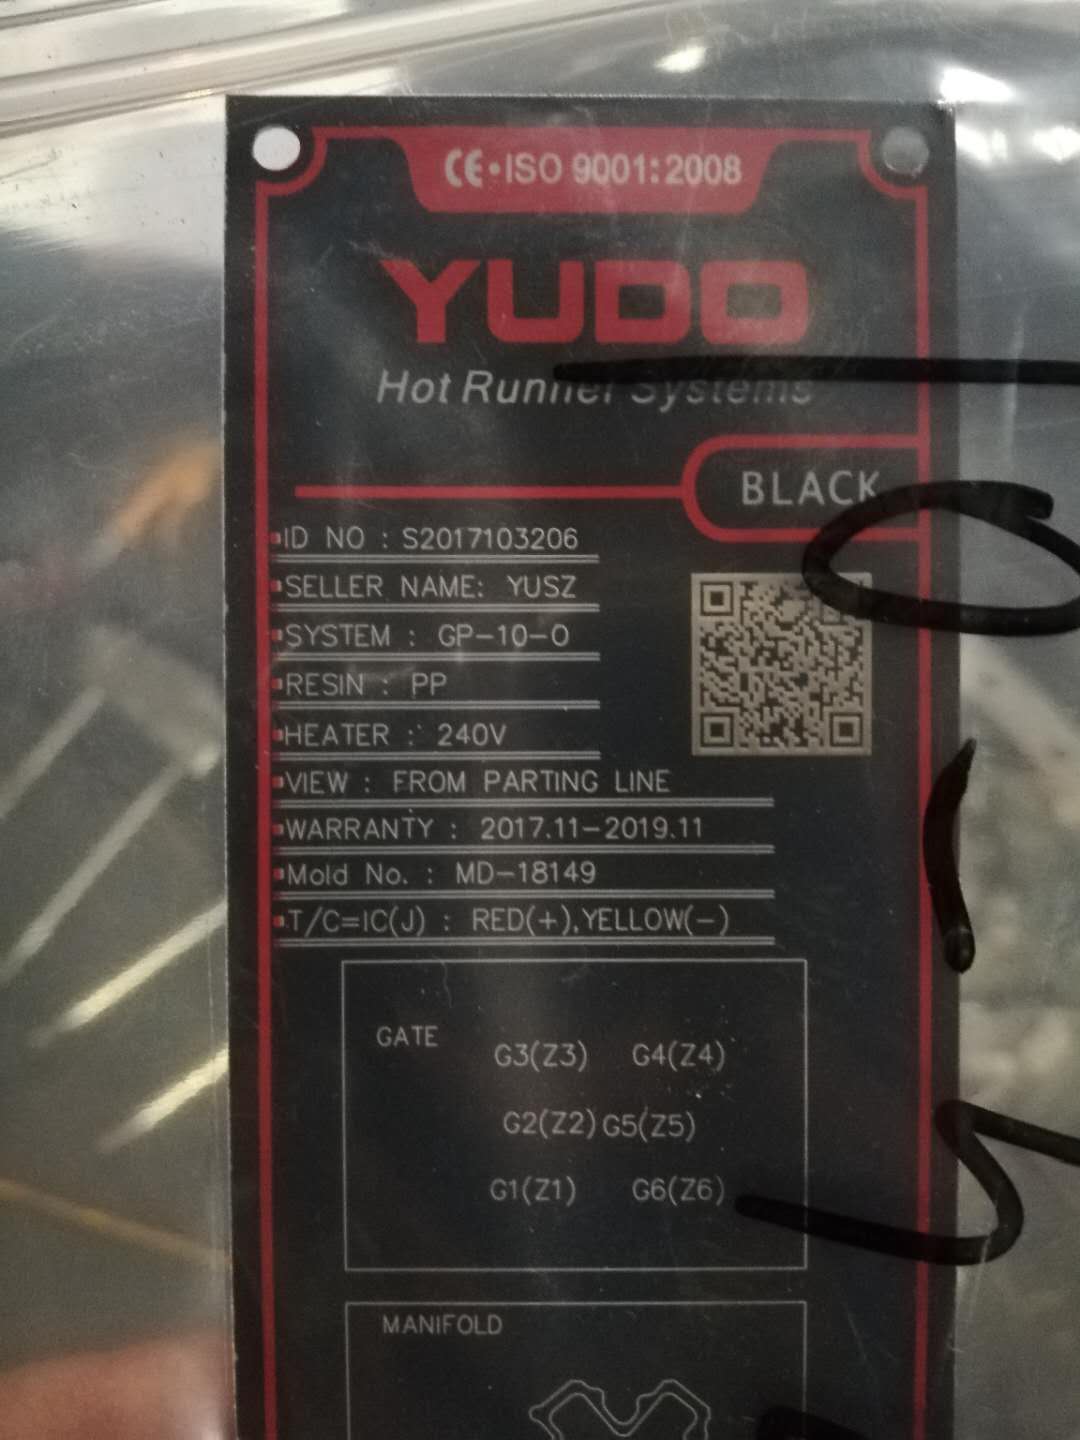 CE•ISO 9001:2008
YUDO
Hot Runner Systems
BLACK
ID NO : S2017103206
SELLER NAME: YUSZ
SYSTEM : GP-10-O
RESIN : PP
HEATER : 240V
VIEW : FROM PARTING LINE
WARRANTY : 2017.11-2019.11
Mold No. : MD-18149
T/C=IC(J) : RED(+),YELLOW(-)
GATE
G3(Z3) G4(Z4)
G2(Z2) G5(Z5)
G1(Z1) G6(Z6)
MANIFOLD